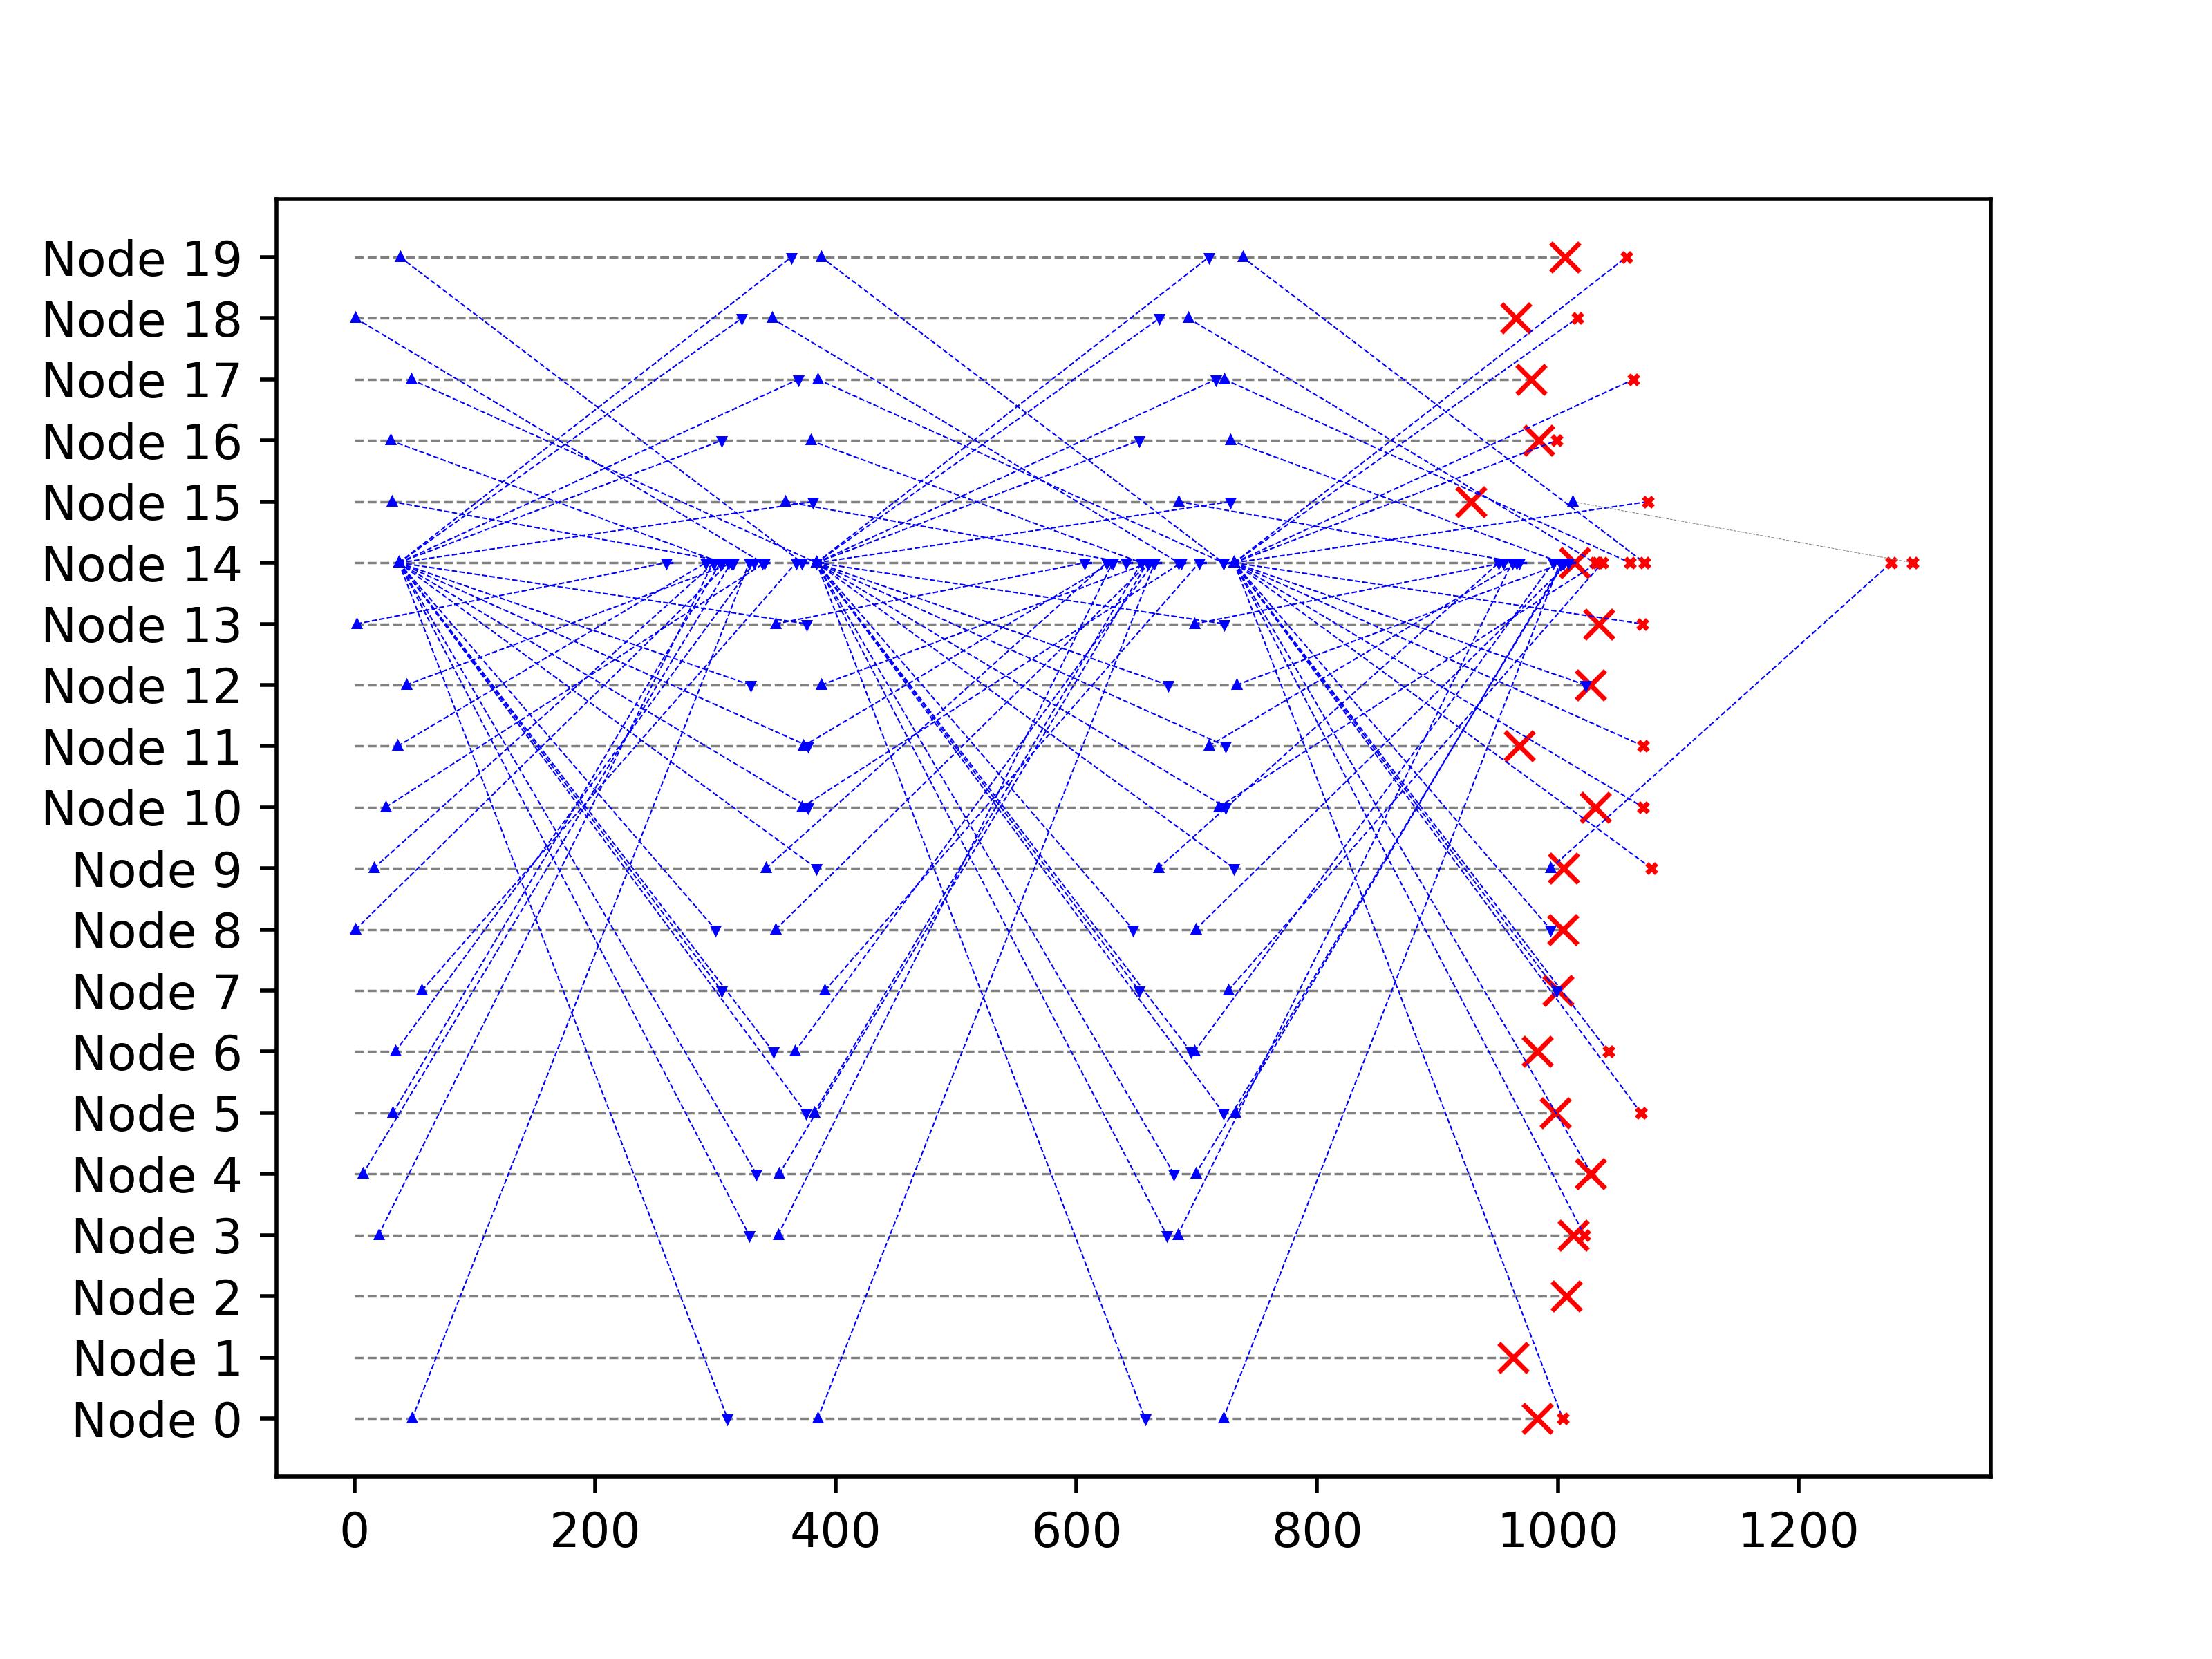 Node 19
Node 18
Node 17
Node 16
Node 15
Node 14
Node 13
Node 12
Node 11
Node 10
Node 9
Node 8
Node 7
Node 6
Node 5
Node 4
Node 3
Node 2
Node 1
Node 0
0 200 400 600 800 1000 1200